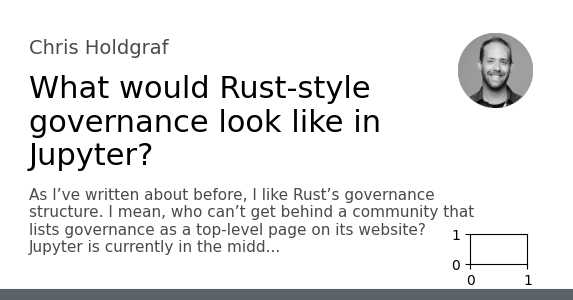 Chris Holdgraf
What would Rust-style
governance look like in
Jupyter?
As I’ve written about before, I like Rust’s governance
structure. I mean, who can’t get behind a community that
lists governance as a top-level page on its website?
Jupyter is currently in the midd...
1
0
0 1